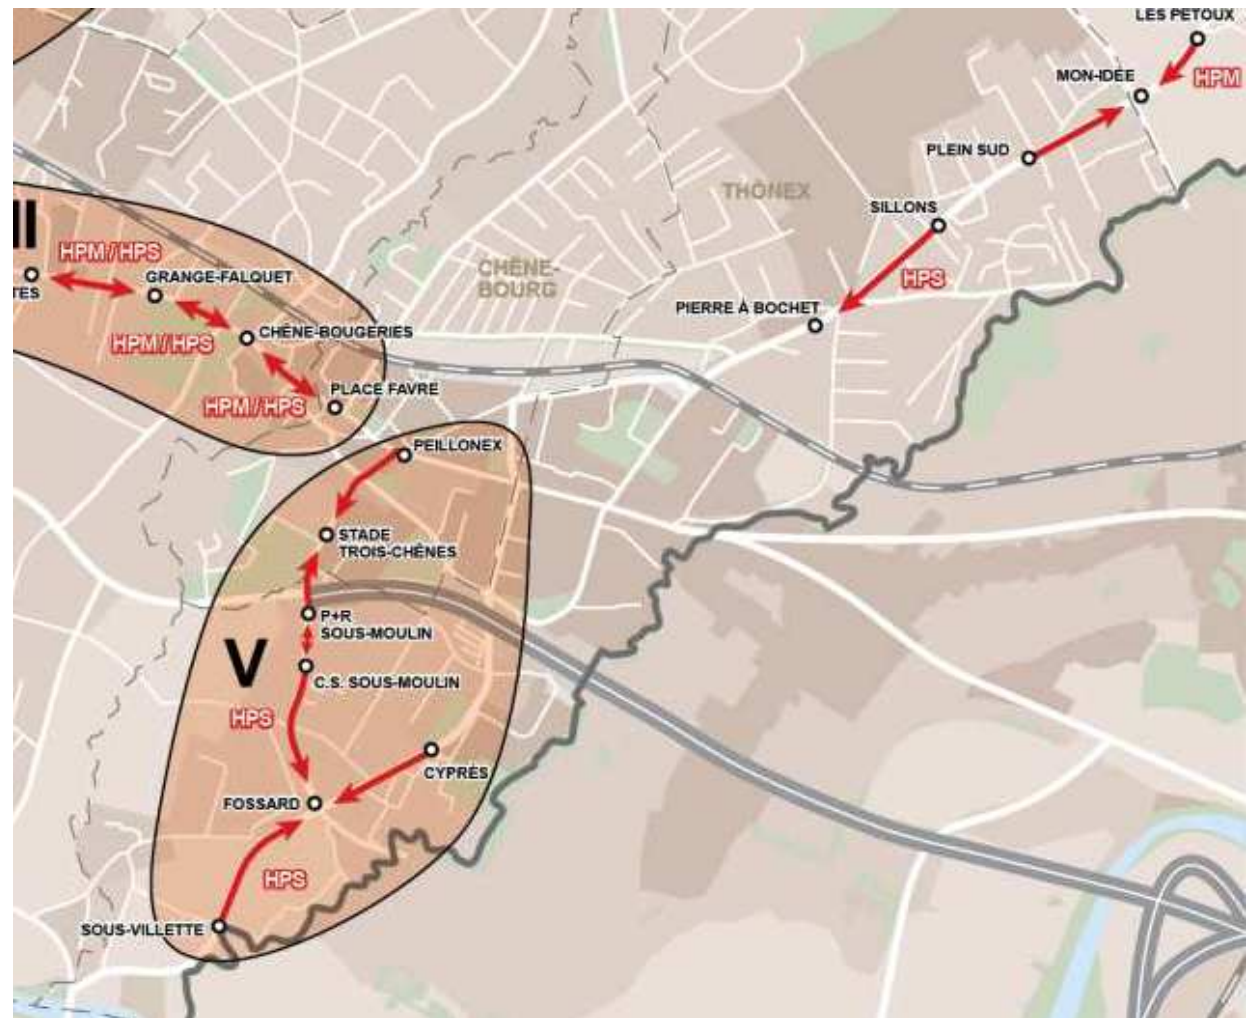 LES PETOUX
MON-IDÉE
HPM
PLEIN SUD
THÔNEX
SILLONS
II
HPM / HPS
GRANGE-FALQUET
TES
CHÊNE-
BOURG
HPS
PIERRE À BOCHET
CHÊNE-BOUGERIES
HPM / HPS
PLACE FAVRE
HPM / HPS
PEILLONEX
STADE
TROIS-CHÊNES
P+R
SOUS-MOULIN
V
C.S. SOUS-MOULIN
HPS
CYPRÈS
FOSSARD
HPS
SOUS-VILLETTE